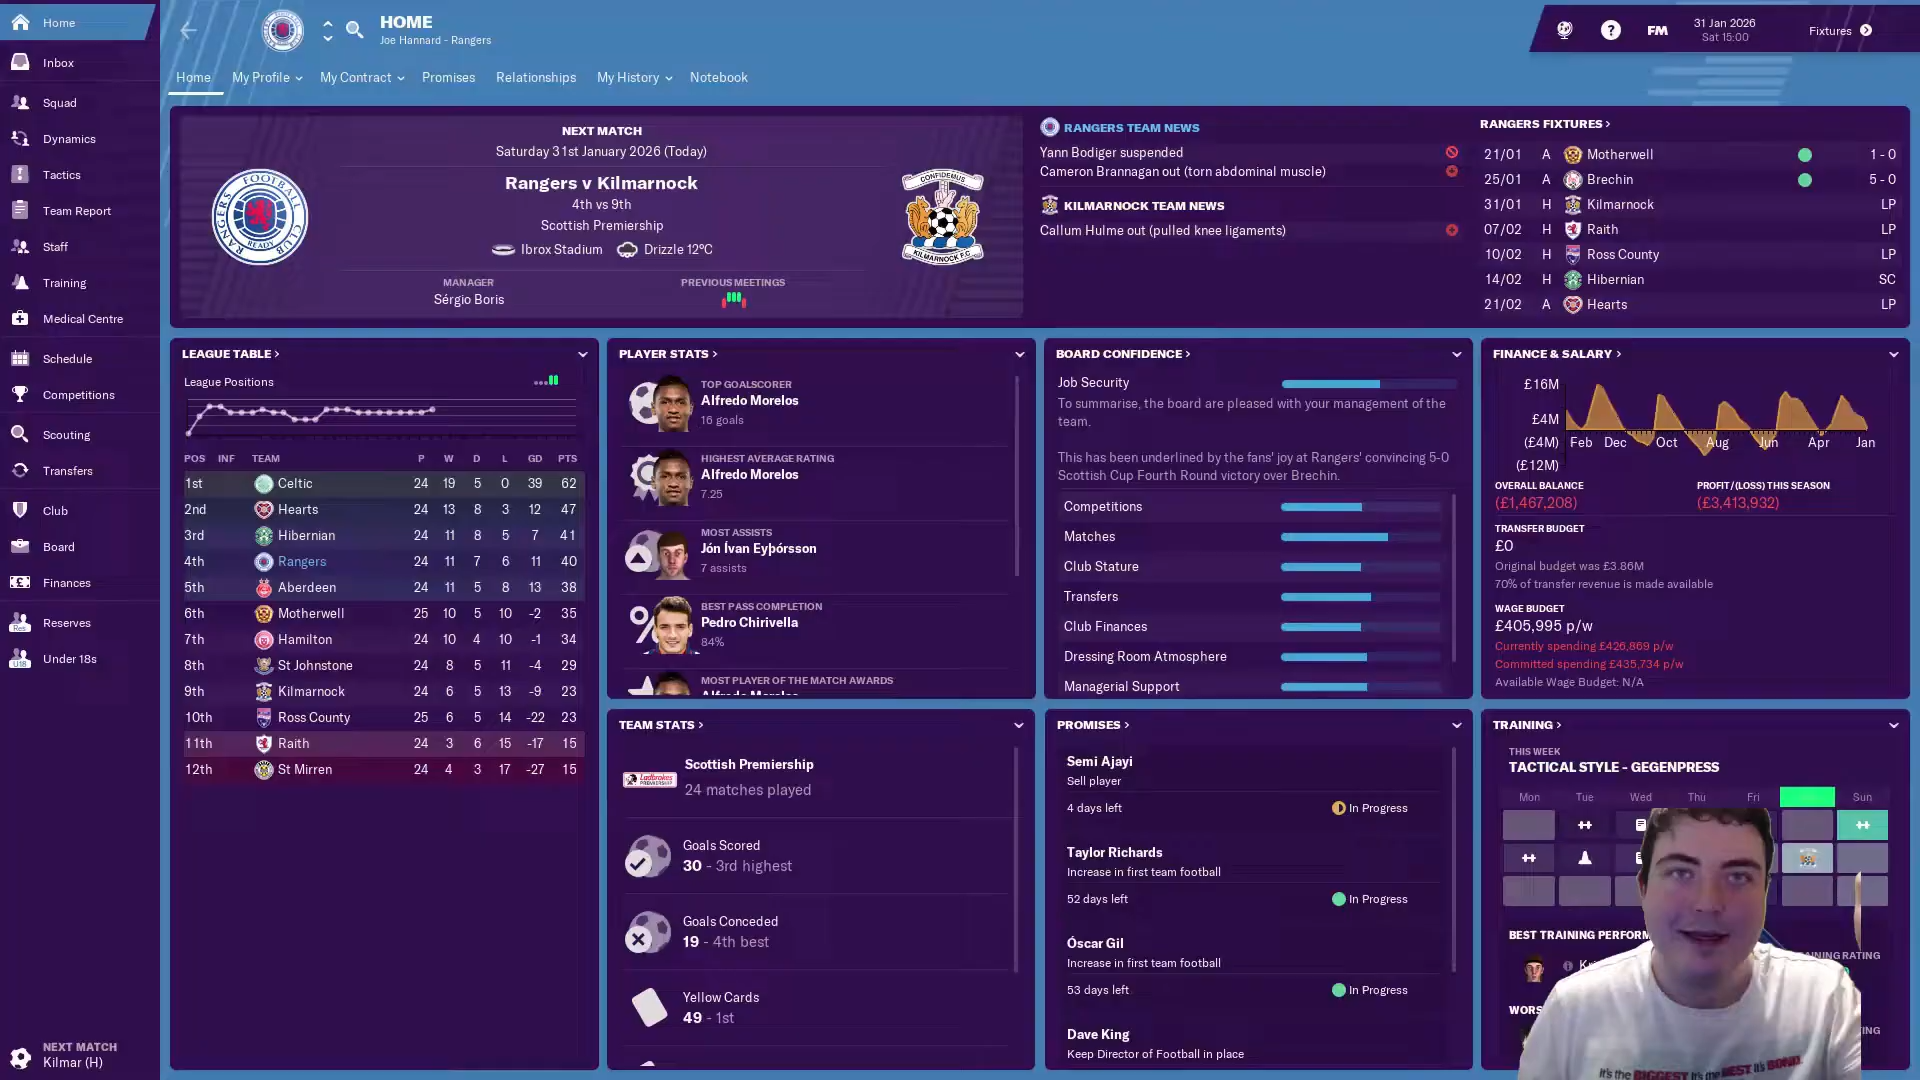 Home
Inbox
Squad
Dynamics
Tactics
Team Report
Staff
Training
Medical Centre
Schedule
Competitions
Scouting
Transfers
Club
Board
Finances
Reserves
Under 18s
NEXT MATCH
Kilmar (H)
HOME
Joe Hannard - Rangers
FM
31 Jan 2026
Sat 15:00
Fixtures
Home My Profile My Contract Promises Relationships My History Notebook
NEXT MATCH
Saturday 31st January 2026 (Today)
Rangers v Kilmarnock
4th vs 9th
Scottish Premiership
Ibrox Stadium Drizzle 12°C
MANAGER
Sérgio Boris
PREVIOUS MEETINGS
RANGERS TEAM NEWS
Yann Bodiger suspended
Cameron Brannagan out (torn abdominal muscle)
KILMARNOCK TEAM NEWS
Callum Hulme out (pulled knee ligaments)
RANGERS FIXTURES >
21/01 A Motherwell 1 - 0
25/01 A Brechin 5 - 0
31/01 H Kilmarnock LP
07/02 H Raith LP
10/02 H Ross County LP
14/02 H Hibernian SC
21/02 A Hearts LP
LEAGUE TABLE >
League Positions
POS INF TEAM P W D L GD PTS
1st Celtic 24 19 5 0 39 62
2nd Hearts 24 13 8 3 12 47
3rd Hibernian 24 11 8 5 7 41
4th Rangers 24 11 7 6 11 40
5th Aberdeen 24 11 5 8 13 38
6th Motherwell 25 10 5 10 -2 35
7th Hamilton 24 10 4 10 -1 34
8th St Johnstone 24 8 5 11 -4 29
9th Kilmarnock 24 6 5 13 -9 23
10th Ross County 25 6 5 14 -22 23
11th Raith 24 3 6 15 -17 15
12th St Mirren 24 4 3 17 -27 15
PLAYER STATS >
TOP GOALSCORER
Alfredo Morelos
16 goals
HIGHEST AVERAGE RATING
Alfredo Morelos
7.25
MOST ASSISTS
Jón Ívan Eyþórsson
7 assists
BEST PASS COMPLETION
Pedro Chirivella
84%
MOST PLAYER OF THE MATCH AWARDS
Alfredo Morelos
BOARD CONFIDENCE >
Job Security
To summarise, the board are pleased with your management of the
team.
This has been underlined by the fans' joy at Rangers' convincing 5-0
Scottish Cup Fourth Round victory over Brechin.
Competitions
Matches
Club Stature
Transfers
Club Finances
Dressing Room Atmosphere
Managerial Support
FINANCE & SALARY >
£16M
£4M
(£4M)
(£12M)
Feb Dec Oct Aug Jun Apr Jan
OVERALL BALANCE
(£1,467,208)
PROFIT/(LOSS) THIS SEASON
(£3,413,932)
TRANSFER BUDGET
£0
Original budget was £3.86M
70% of transfer revenue is made available
WAGE BUDGET
£405,995 p/w
Currently spending £426,869 p/w
Committed spending £435,734 p/w
Available Wage Budget: N/A
TEAM STATS >
Scottish Premiership
24 matches played
Goals Scored
30 - 3rd highest
Goals Conceded
19 - 4th best
Yellow Cards
49 - 1st
PROMISES >
Semi Ajayi
Sell player
4 days left In Progress
Taylor Richards
Increase in first team football
52 days left In Progress
Óscar Gil
Increase in first team football
53 days left In Progress
Dave King
Keep Director of Football in place
TRAINING >
THIS WEEK
TACTICAL STYLE - GEGENPRESS
Mon Tue Wed Thu Fri Sun
BEST TRAINING PERFORM
RATING
WORS
It's the BIGGEST It's the BEST It's BOND.